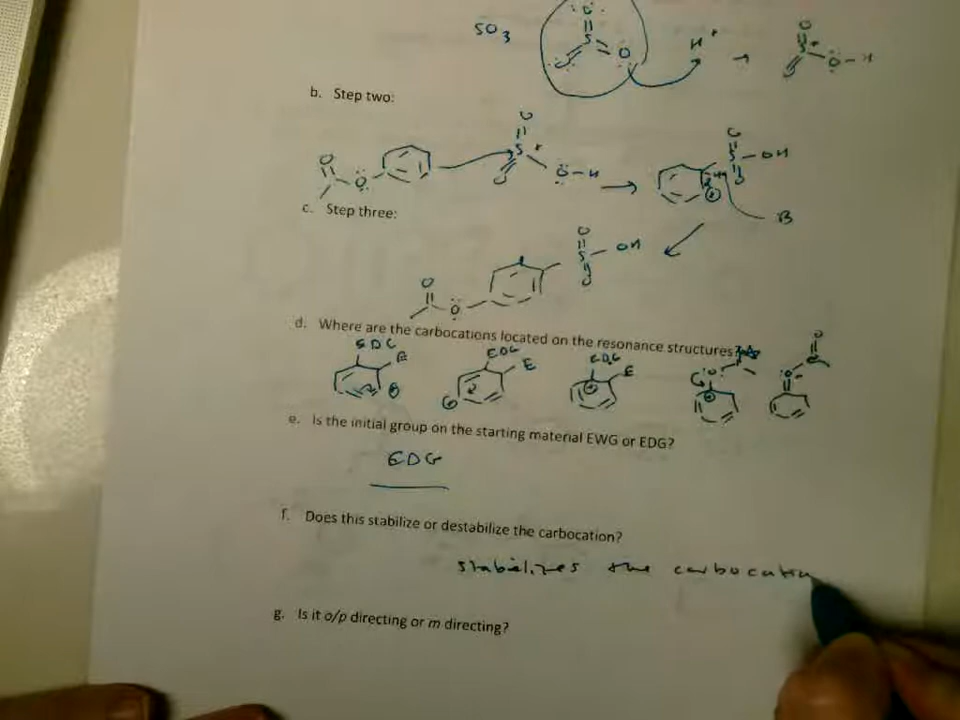 SO3
H+
b. Step two:
OH
H
B
c. Step three:
OH
d. Where are the carbocations located on the resonance structures?
EDG E
EDG E
EDG E
e. Is the initial group on the starting material EWG or EDG?
EDG
f. Does this stabilize or destabilize the carbocation?
stabilizes the carbocation
g. Is it o/p directing or m directing?